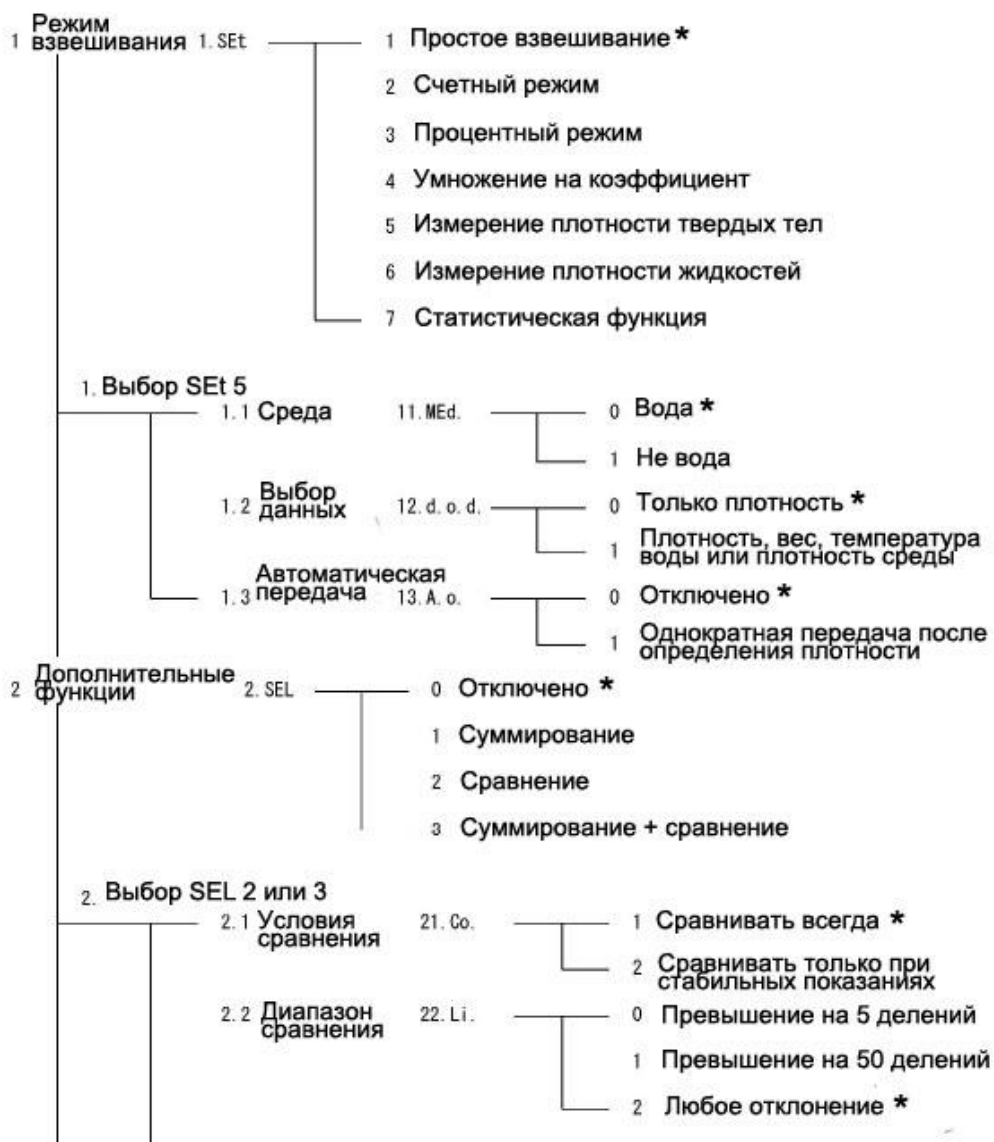 1 Режим взвешивания 1.SEt 1 Простое взвешивание *
2 Счетный режим
3 Процентный режим
4 Умножение на коэффициент
5 Измерение плотности твердых тел
6 Измерение плотности жидкостей
7 Статистическая функция
1. Выбор SEt 5
1.1 Среда 11.MEd. 0 Вода *
1 Не вода
1.2 Выбор данных 12.d.o.d. 0 Только плотность *
1 Плотность, вес, температура воды или плотность среды
1.3 Автоматическая передача 13.A.o. 0 Отключено *
1 Однократная передача после определения плотности
2 Дополнительные функции 2.SEL 0 Отключено *
1 Суммирование
2 Сравнение
3 Суммирование + сравнение
2. Выбор SEL 2 или 3
2.1 Условия сравнения 21.Co. 1 Сравнивать всегда *
2 Сравнивать только при стабильных показаниях
2.2 Диапазон сравнения 22.Li. 0 Превышение на 5 делений
1 Превышение на 50 делений
2 Любое отклонение *